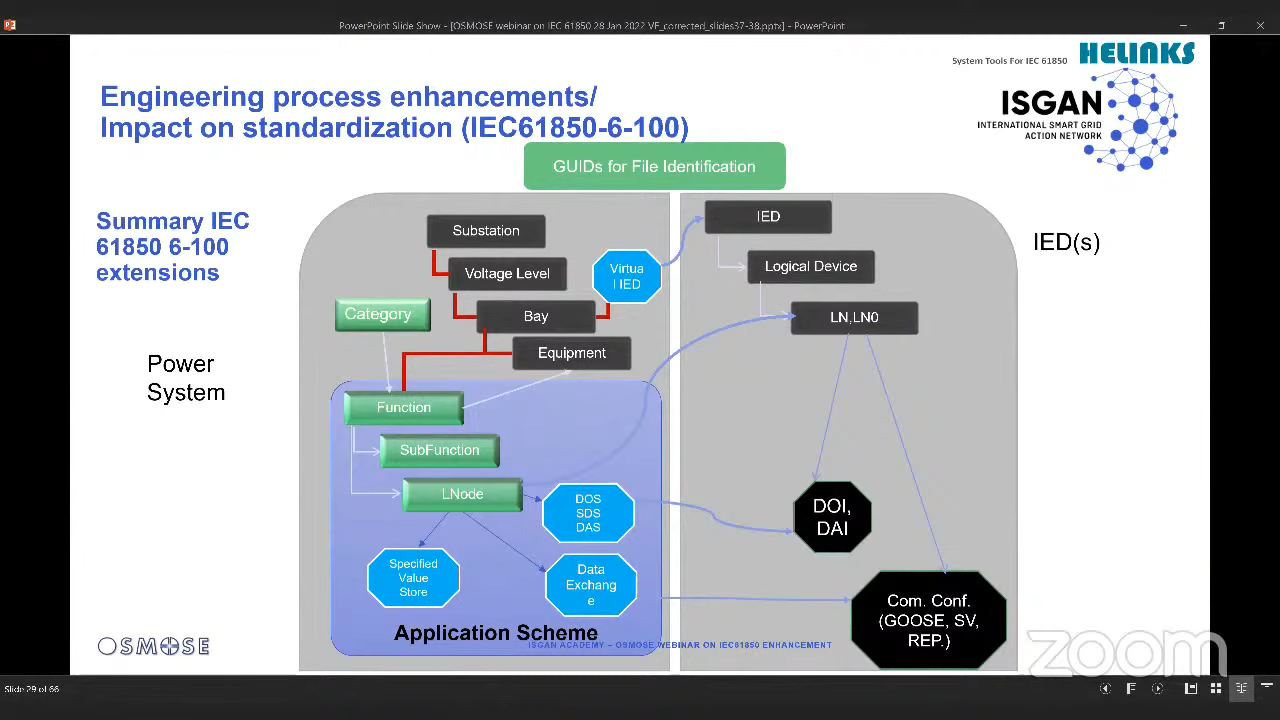 PowerPoint Slide Show - [OSMOSE webinar on IEC 61850 28 Jan 2022 VF_corrected_slides37-38.pptx] - PowerPoint
System Tools For IEC 61850
HELINKS
Engineering process enhancements/
Impact on standardization (IEC61850-6-100)
ISGAN
INTERNATIONAL SMART GRID
ACTION NETWORK
GUIDs for File Identification
Summary IEC
61850 6-100
extensions
Power
System
Substation
Voltage Level
Bay
Equipment
Virtua
l IED
Category
Function
SubFunction
LNode
DOS
SDS
DAS
Specified
Value
Store
Data
Exchang
e
Application Scheme
IED
Logical Device
LN,LN0
IED(s)
DOI,
DAI
Com. Conf.
(GOOSE, SV,
REP.)
OSMOSE
ISGAN ACADEMY – OSMOSE WEBINAR ON IEC61850 ENHANCEMENT
zoom
Slide 29 of 66